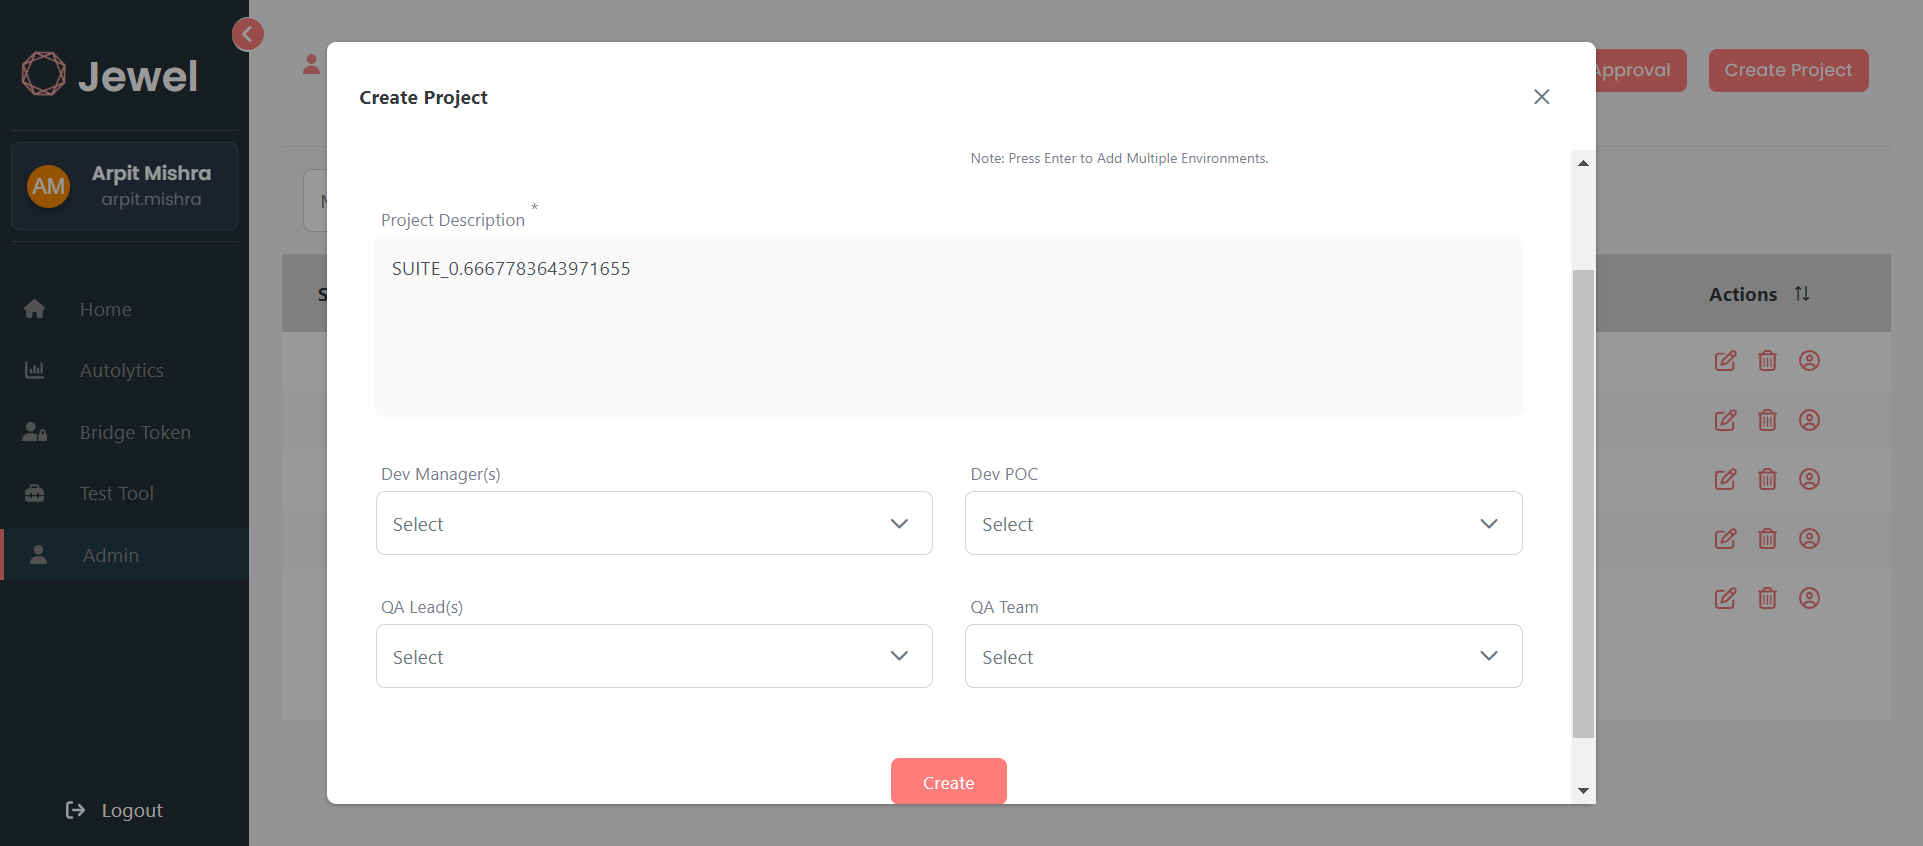 Jewel
AM
Arpit Mishra
arpit.mishra
Home
Autolytics
Bridge Token
Test Tool
Admin
Logout
Approval
Create Project
Create Project
Note: Press Enter to Add Multiple Environments.
Project Description *
SUITE_0.6667783643971655
Actions
Dev Manager(s)
Dev POC
Select
Select
QA Lead(s)
QA Team
Select
Select
Create